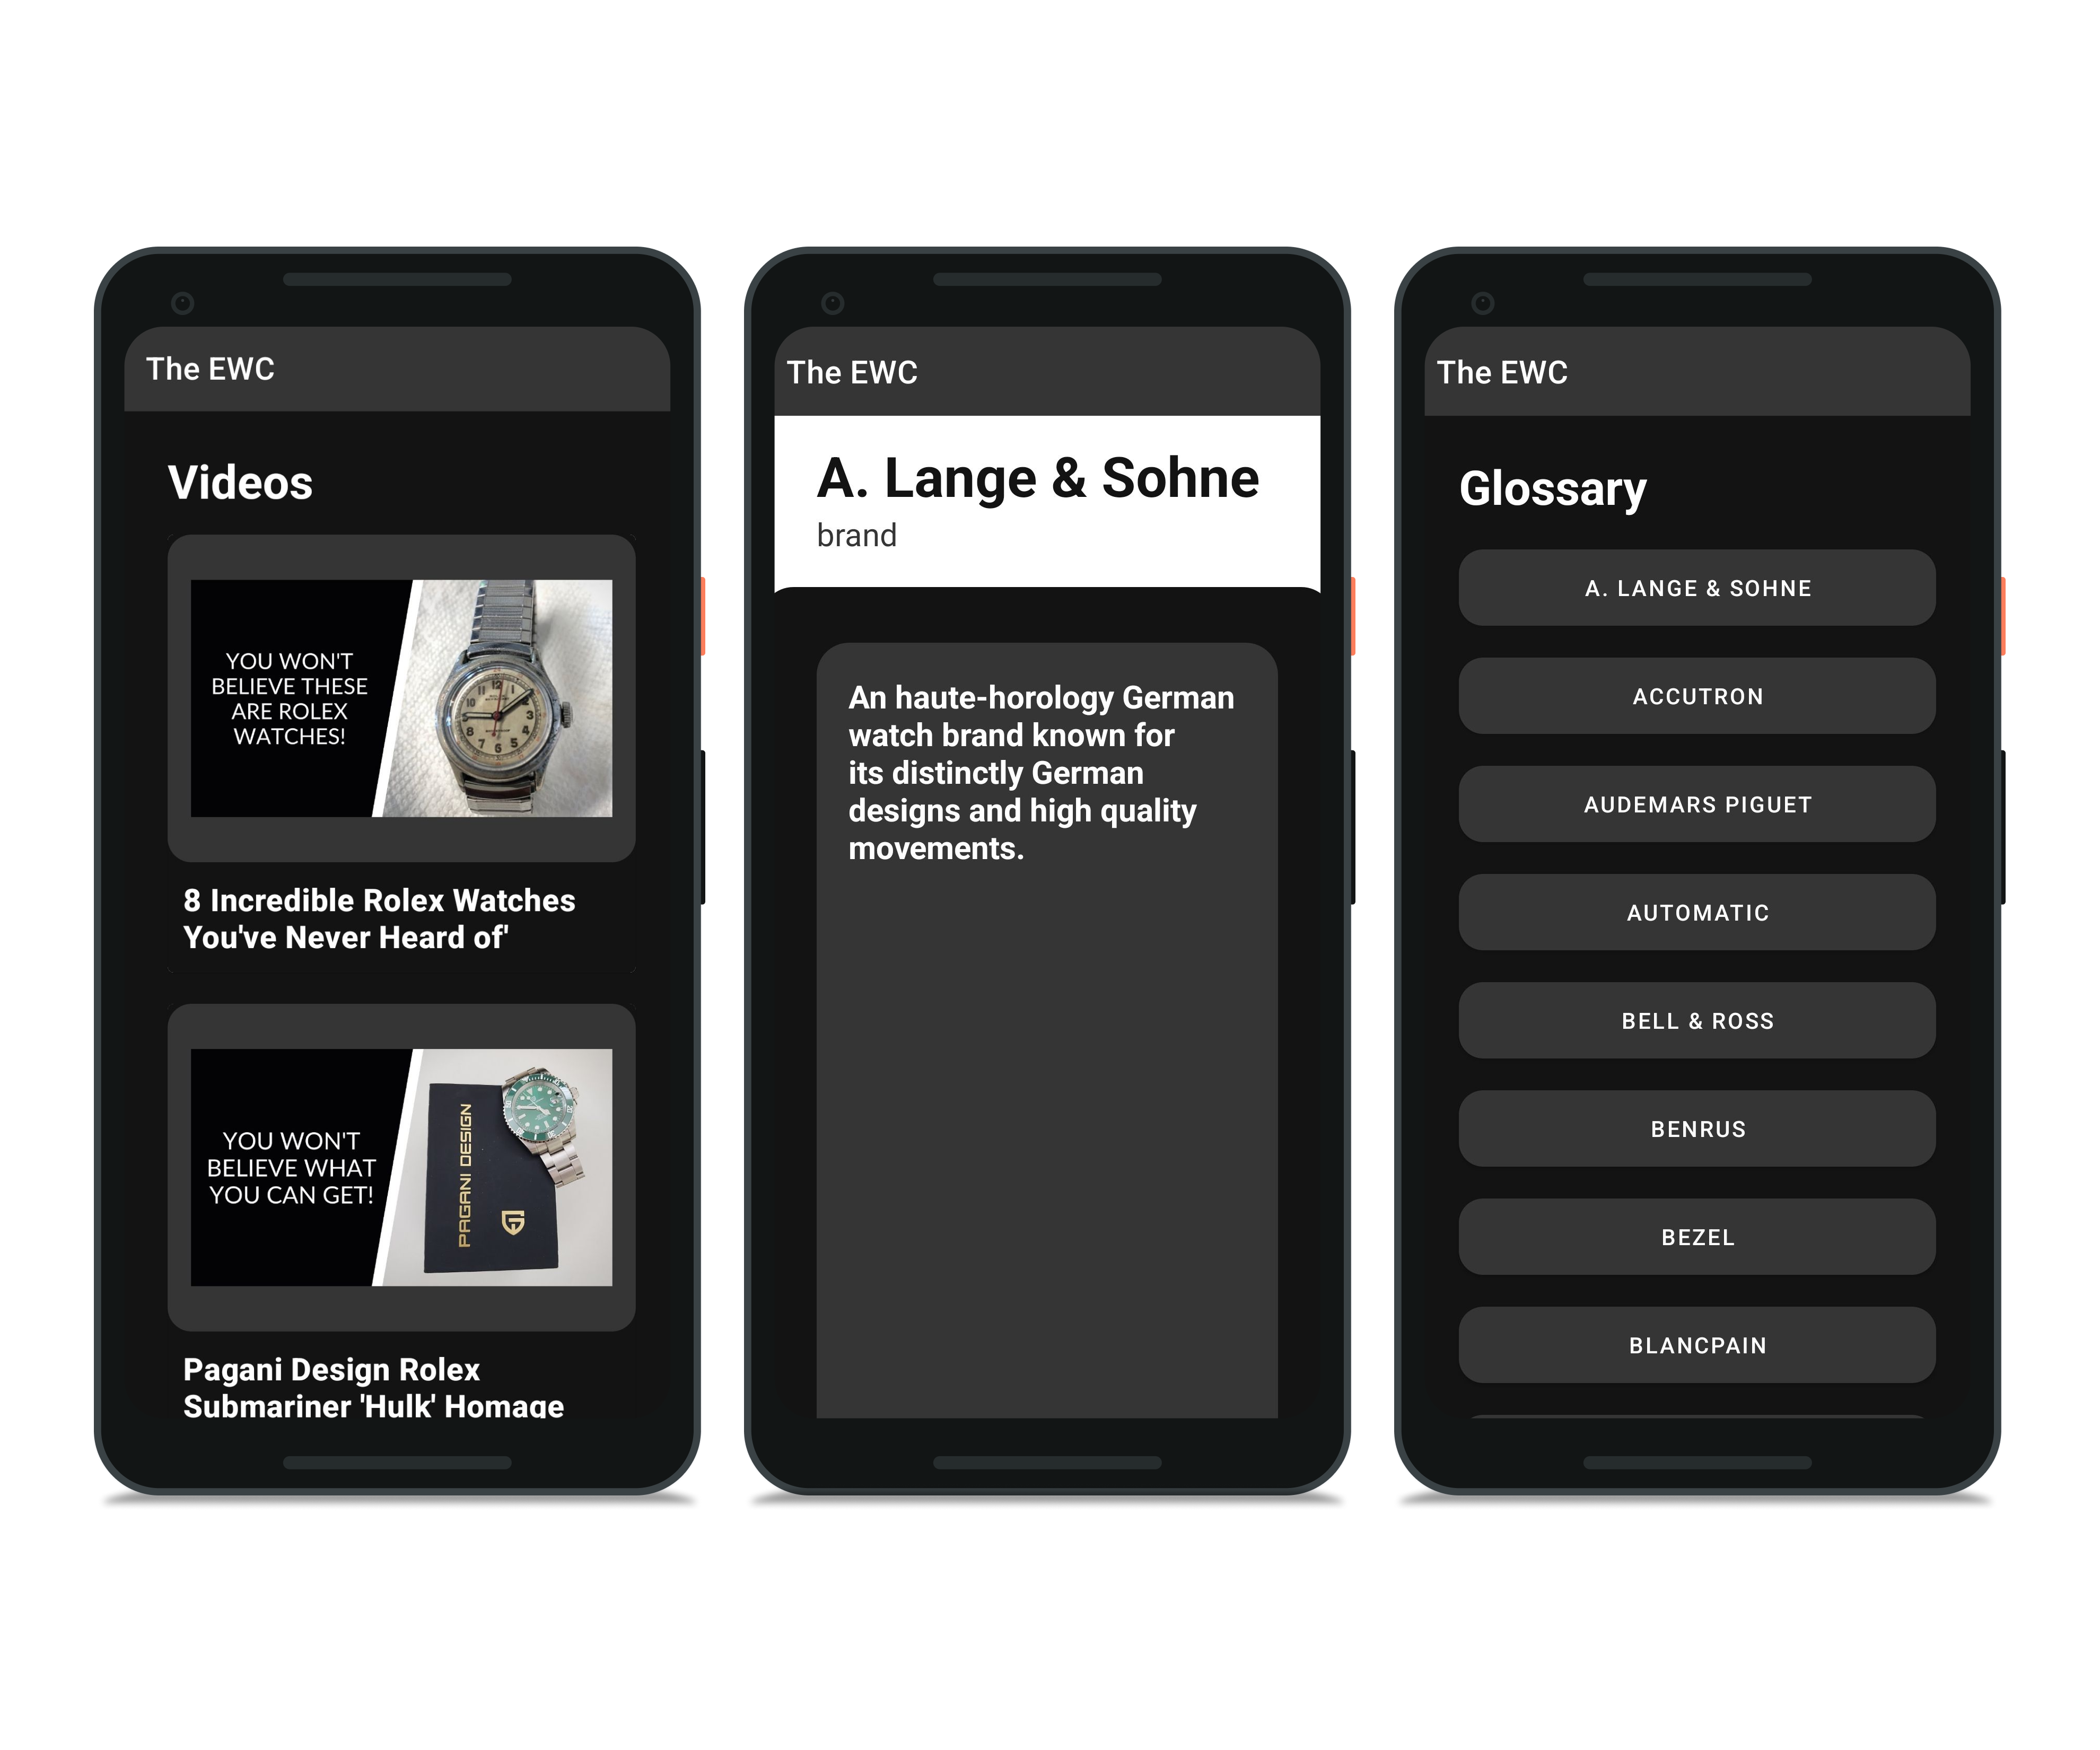 The EWC
Videos
YOU WON'T
BELIEVE THESE
ARE ROLEX
WATCHES!
8 Incredible Rolex Watches
You've Never Heard of'
YOU WON'T
BELIEVE WHAT
YOU CAN GET!
PAGANI DESIGN
Pagani Design Rolex
Submariner 'Hulk' Homage
The EWC
A. Lange & Sohne
brand
An haute-horology German
watch brand known for
its distinctly German
designs and high quality
movements.
The EWC
Glossary
A. LANGE & SOHNE
ACCUTRON
AUDEMARS PIGUET
AUTOMATIC
BELL & ROSS
BENRUS
BEZEL
BLANCPAIN